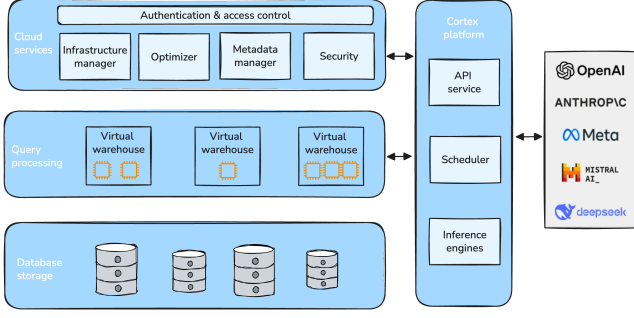 Authentication & access control
Cloud
services
Infrastructure
manager
Optimizer
Metadata
manager
Security
Query
processing
Virtual
warehouse
Virtual
warehouse
Virtual
warehouse
Database
storage
Cortex
platform
API
service
Scheduler
Inference
engines
OpenAI
ANTHROP\C
Meta
MISTRAL
AI_
deepseek